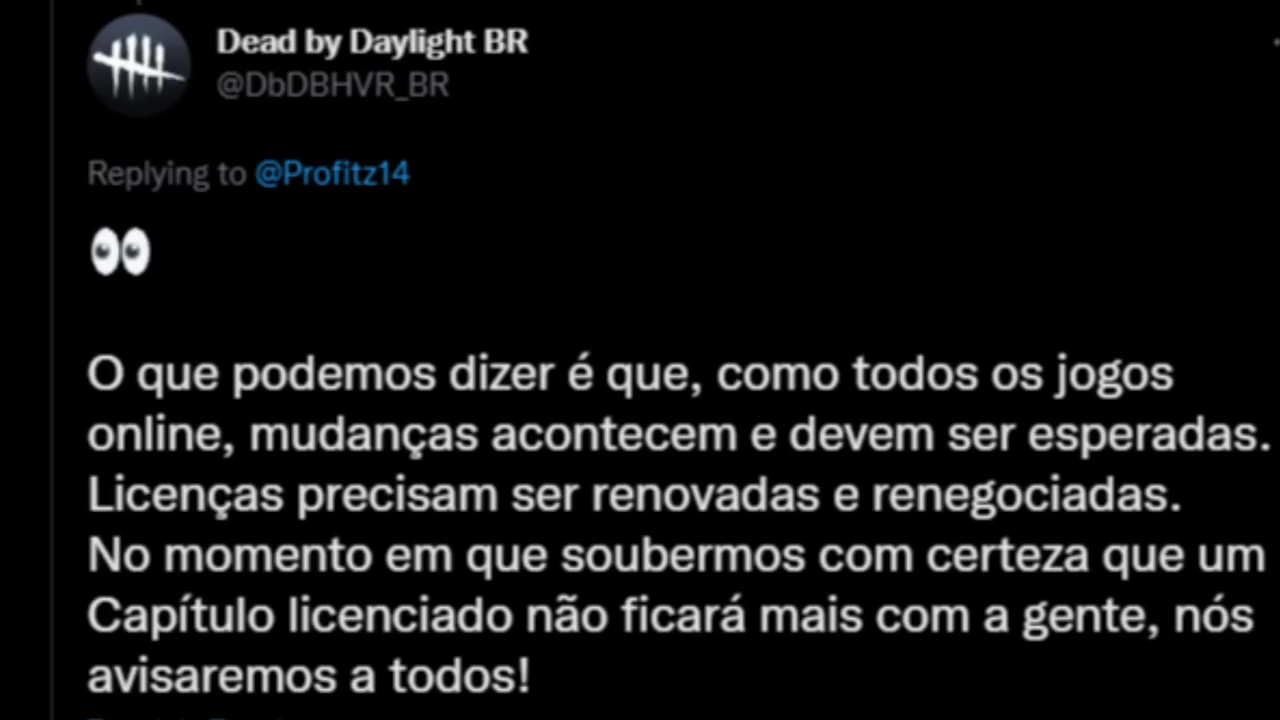 Dead by Daylight BR
@DbDBHVR_BR
Replying to @Profitz14
👀
O que podemos dizer é que, como todos os jogos
online, mudanças acontecem e devem ser esperadas.
Licenças precisam ser renovadas e renegociadas.
No momento em que soubermos com certeza que um
Capítulo licenciado não ficará mais com a gente, nós
avisaremos a todos!